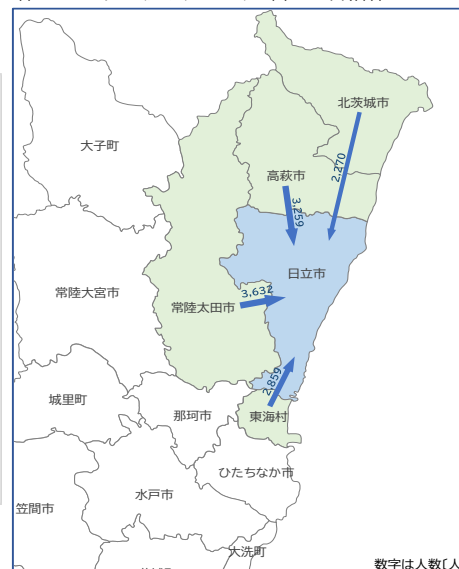 北茨城市
大子町
高萩市
2,270
3,259
日立市
常陸大宮市
常陸太田市
3,632
2,859
城里町
那珂市
東海村
ひたちなか市
水戸市
笠間市
大洗町
数字は人数〔人